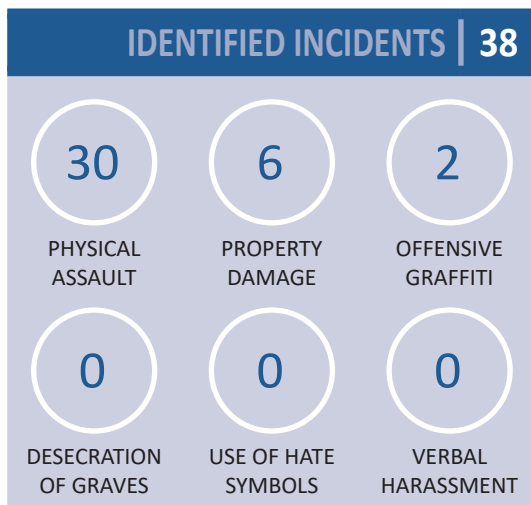 IDENTIFIED INCIDENTS | 38
30
PHYSICAL
ASSAULT
6
PROPERTY
DAMAGE
2
OFFENSIVE
GRAFFITI
0
DESECRATION
OF GRAVES
0
USE OF HATE
SYMBOLS
0
VERBAL
HARASSMENT